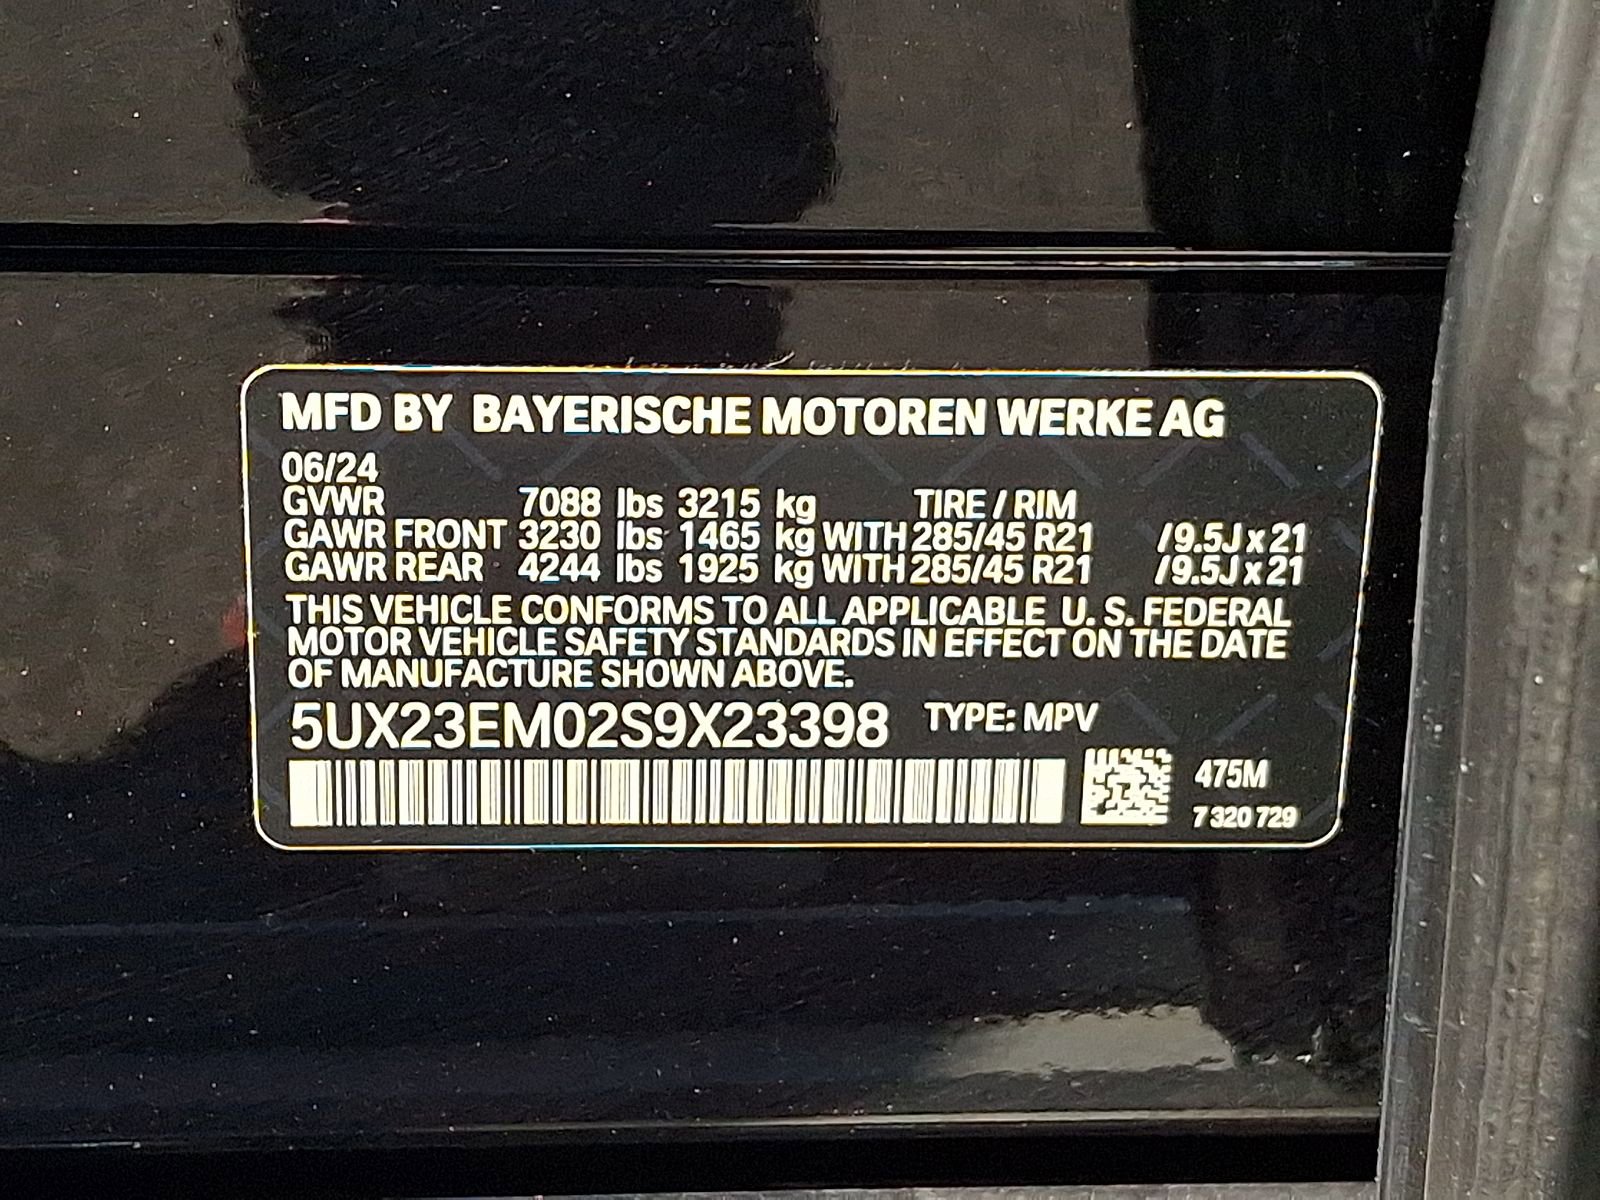 MFD BY BAYERISCHE MOTOREN WERKE AG
06/24
GVWR 7088 lbs 3215 kg TIRE / RIM
GAWR FRONT 3230 lbs 1465 kg WITH 285/45 R21 / 9.5J x 21
GAWR REAR 4244 lbs 1925 kg WITH 285/45 R21 / 9.5J x 21
THIS VEHICLE CONFORMS TO ALL APPLICABLE U. S. FEDERAL
MOTOR VEHICLE SAFETY STANDARDS IN EFFECT ON THE DATE
OF MANUFACTURE SHOWN ABOVE.
5UX23EM02S9X23398 TYPE: MPV
475M
7 320 729